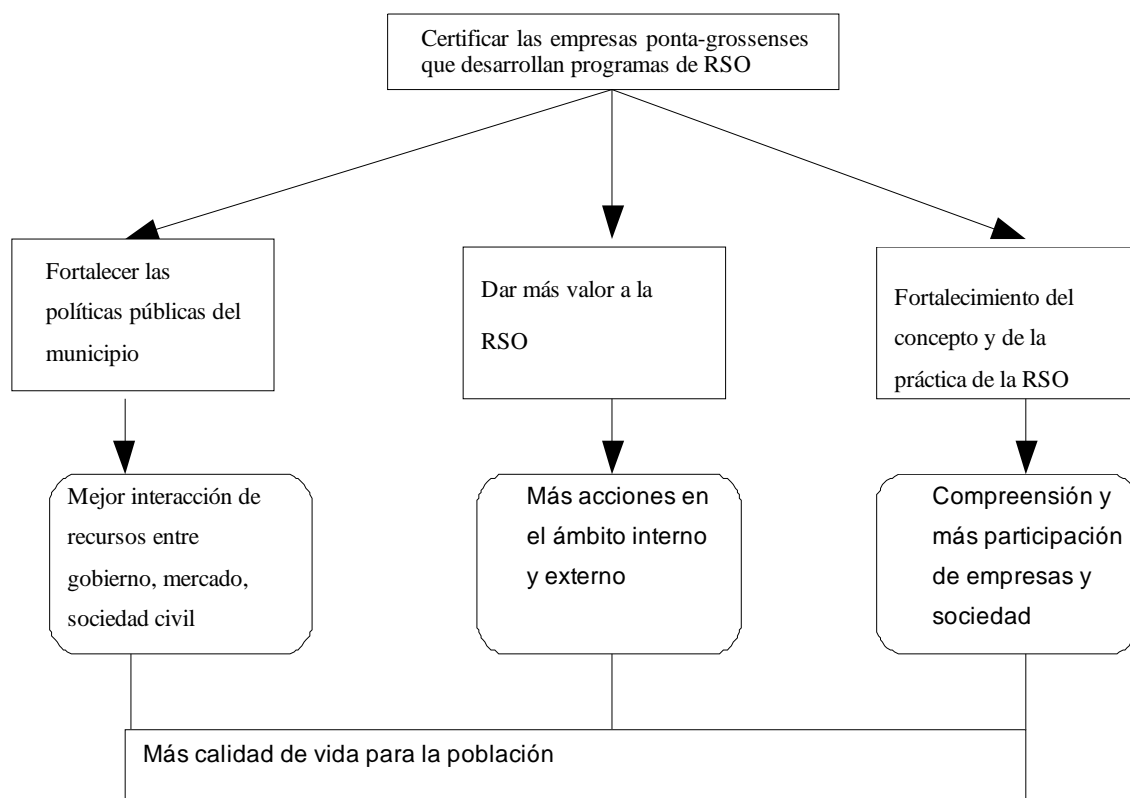 Certificar las empresas ponta-grossenses
que desarrollan programas de RSO
Fortalecer las
políticas públicas del
municipio
Dar más valor a la
RSO
Fortalecimiento del
concepto y de la
práctica de la RSO
Mejor interacción de
recursos entre
gobierno, mercado,
sociedad civil
Más acciones en
el ámbito interno
y externo
Compreensión y
más participación
de empresas y
sociedad
Más calidad de vida para la población